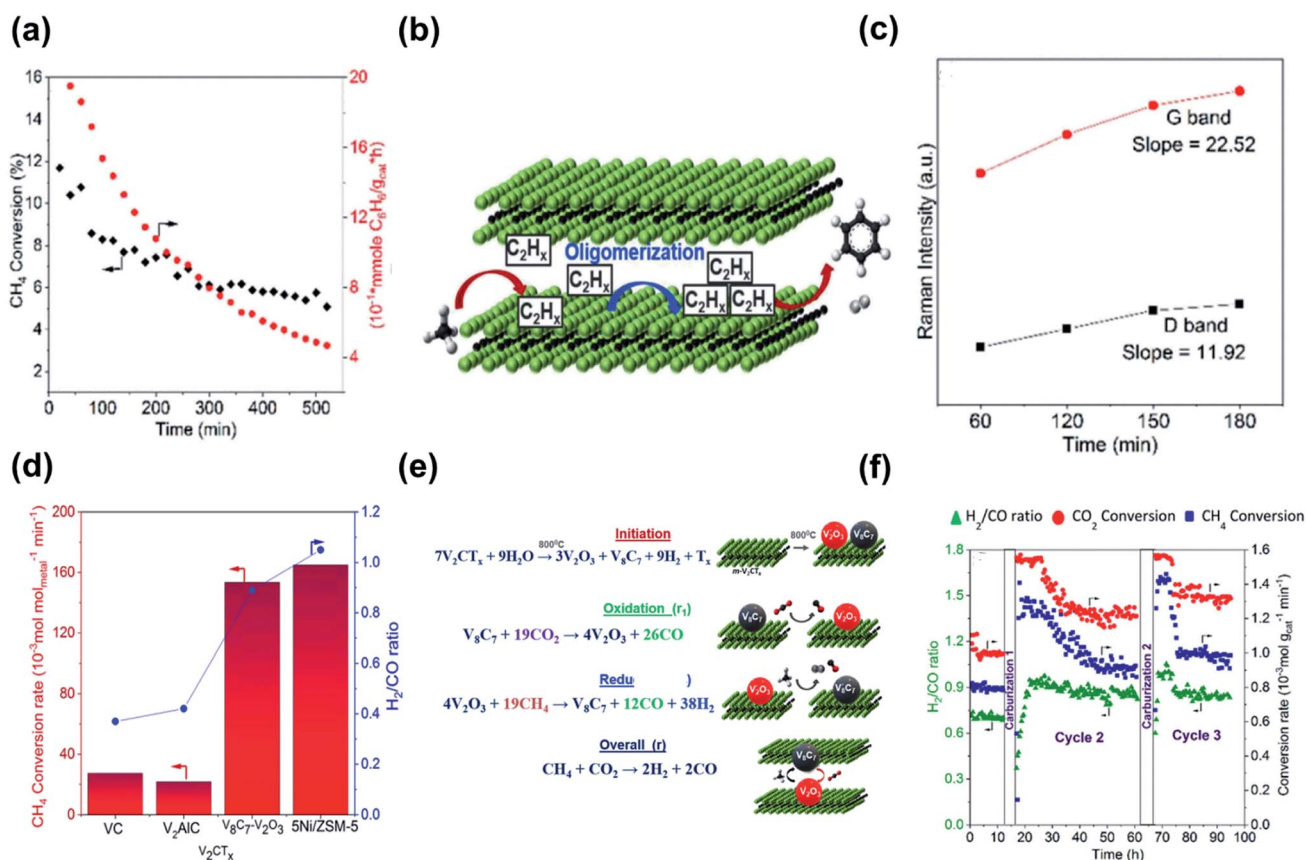 (a)
16
14
12
10
8
6
4
2
0
CH₄ Conversion (%)
20
16
12
8
4
(10⁻¹*mmole C₆H₆/g_cat*h)
100
200
300
400
500
Time (min)
(b)
Oligomerization
C₂Hₓ
C₂Hₓ
C₂Hₓ
C₂Hₓ
C₂Hₓ
C₂Hₓ
(c)
Raman Intensity (a.u.)
G band
Slope = 22.52
D band
Slope = 11.92
60
120
150
180
Time (min)
(d)
200
160
120
80
40
0
CH₄ Conversion rate (10⁻³mol mol_metal⁻¹ min⁻¹)
1.2
1.0
0.8
0.6
0.4
0.2
0.0
H₂/CO ratio
VC
V₂AlC
V₈C₇-V₂O₃
5Ni/ZSM-5
V₂CTₓ
(e)
Initiation
800⁰C
7V₂CTₓ + 9H₂O → 3V₂O₃ + V₈C₇ + 9H₂ + Tₓ
m-V₂CTₓ
800⁰C
V₂O₃
V₈C₇
Oxidation (r₁)
V₈C₇ + 19CO₂ → 4V₂O₃ + 26CO
V₈C₇
V₂O₃
Redu )
4V₂O₃ + 19CH₄ → V₈C₇ + 12CO + 38H₂
V₂O₃
V₈C₇
Overall (r)
CH₄ + CO₂ → 2H₂ + 2CO
V₈C₇
V₂O₃
(f)
H₂/CO ratio
CO₂ Conversion
CH₄ Conversion
1.8
1.5
1.2
0.9
0.6
0.3
0.0
H₂/CO ratio
Carburization 1
Cycle 2
Carburization 2
Cycle 3
1.6
1.4
1.2
1.0
0.8
0.6
0.4
0.2
0.0
Conversion rate (10⁻³mol g_cat⁻¹ min⁻¹)
0
10
20
30
40
50
60
70
80
90
100
Time (h)